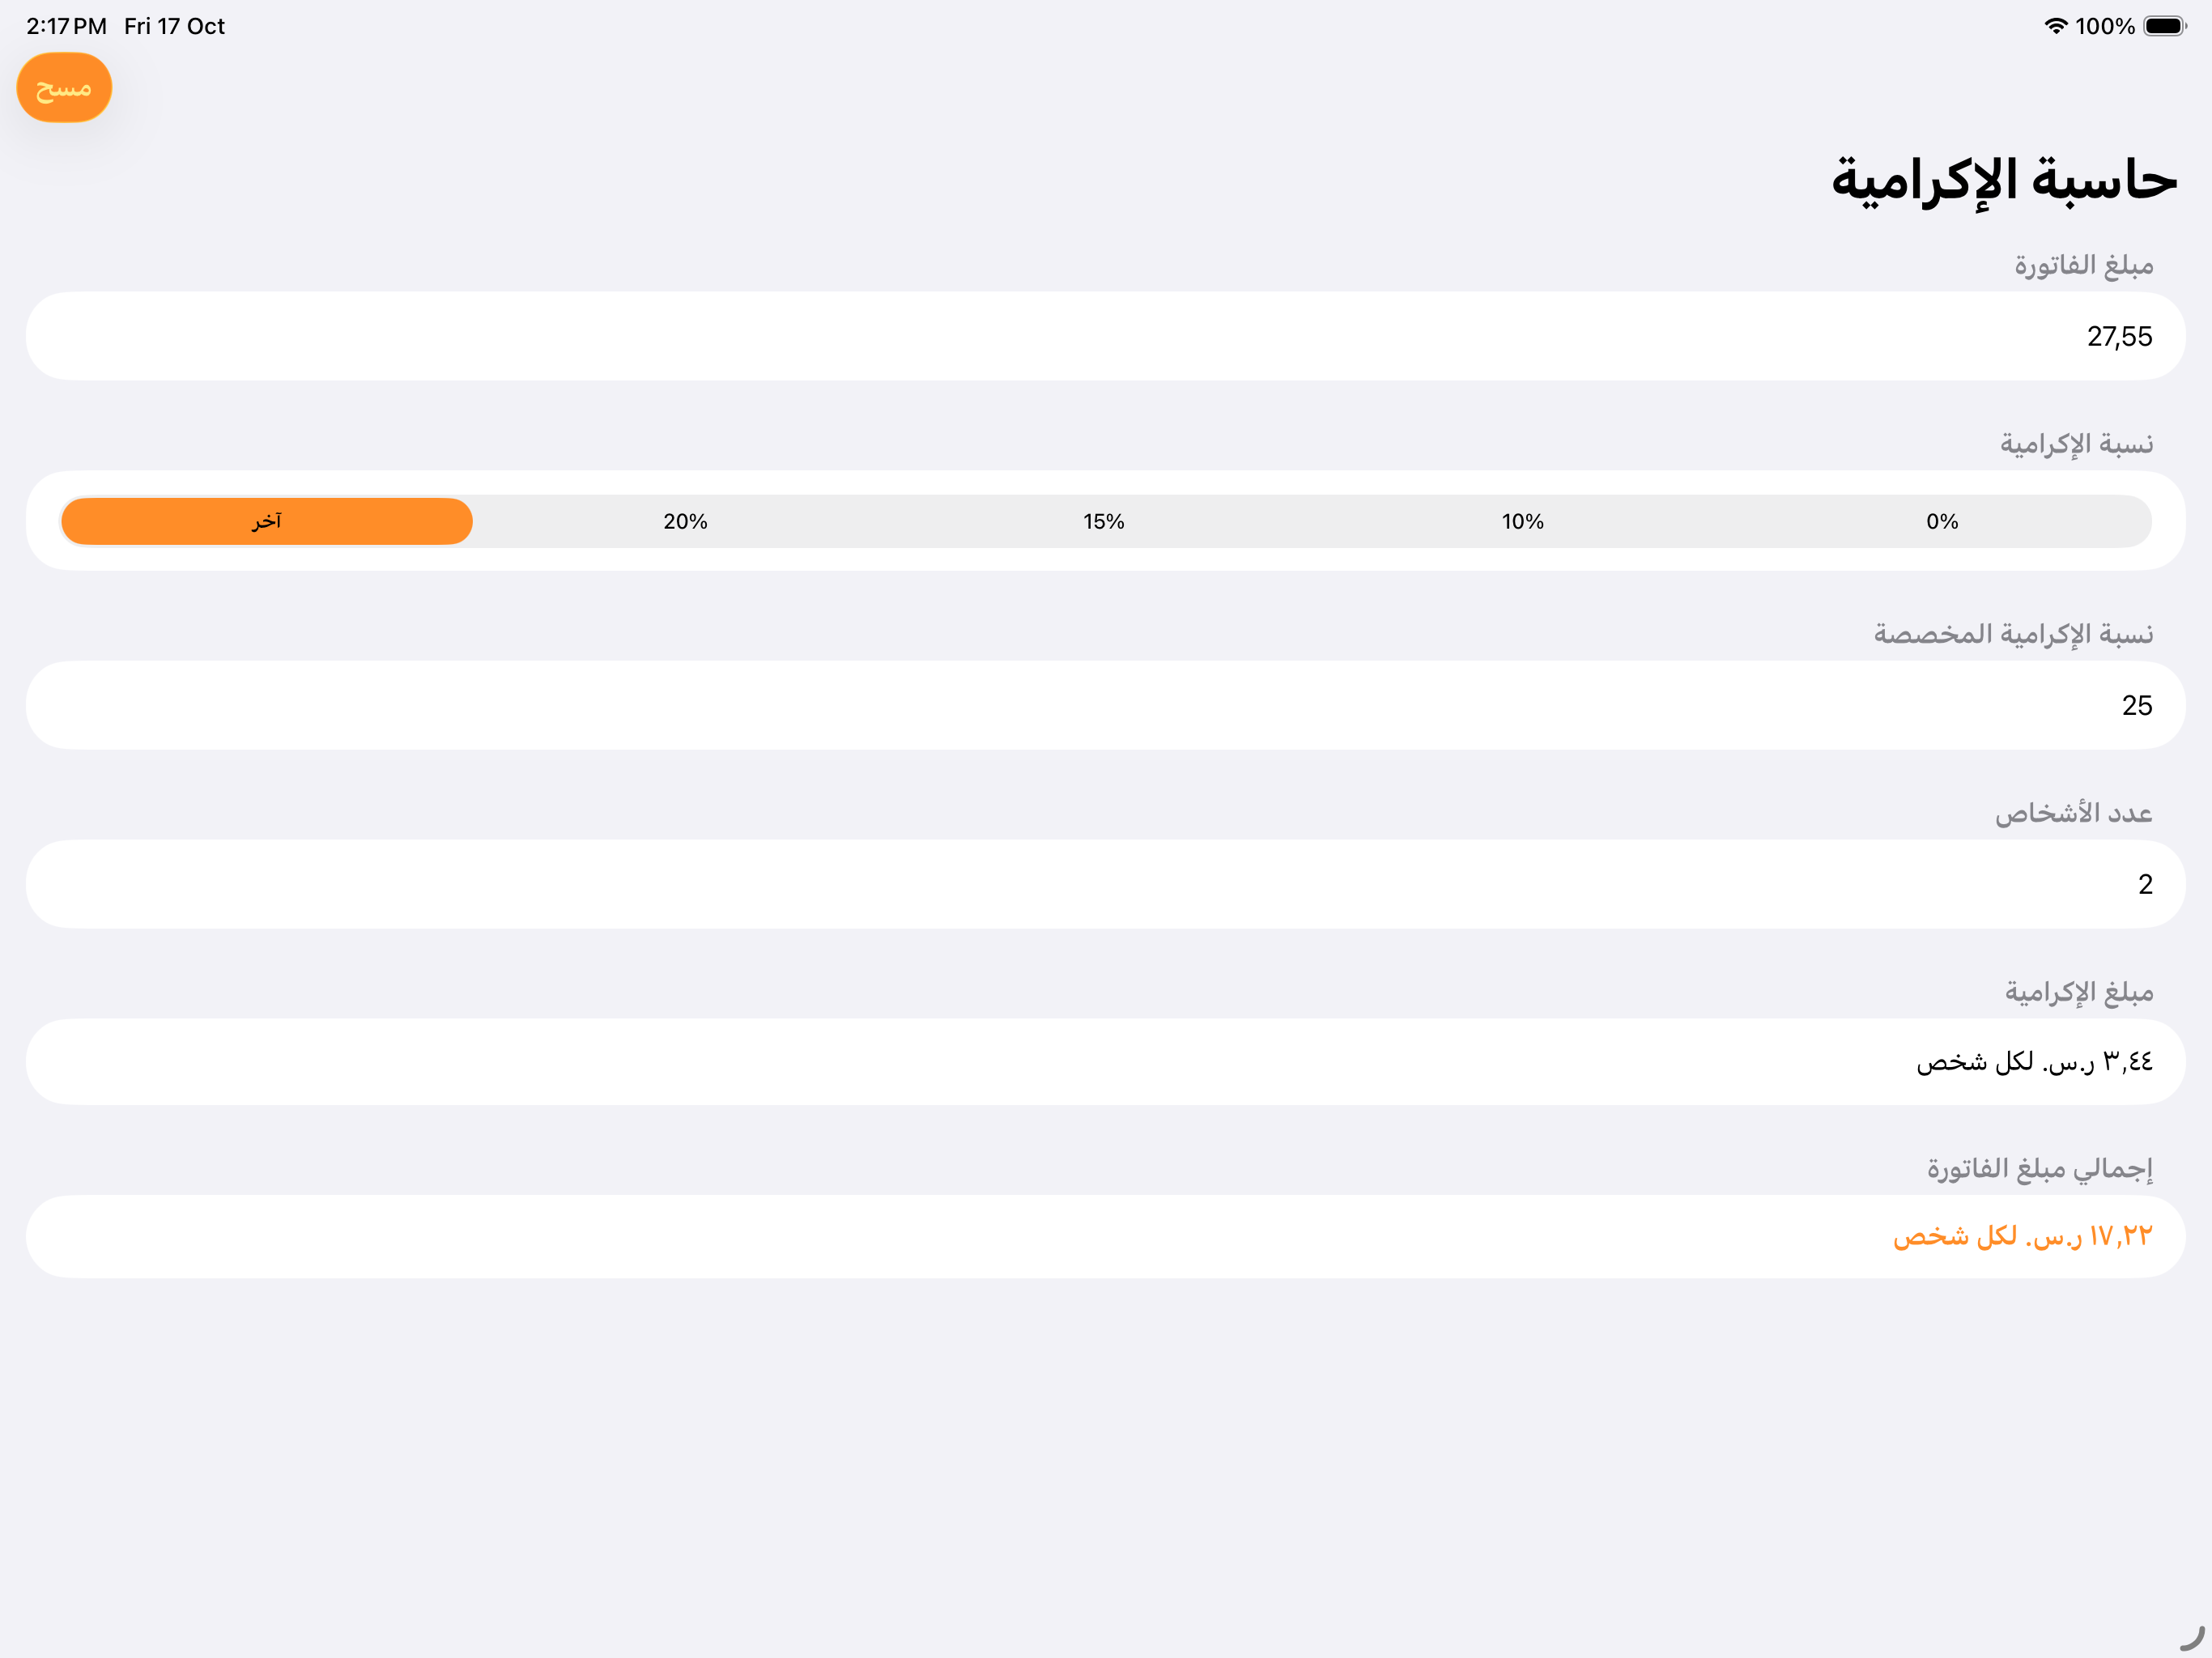 2:17 PM Fri 17 Oct 100%
مسح
حاسبة الإكرامية
مبلغ الفاتورة
27,55
نسبة الإكرامية
0% 10% 15% 20% آخر
نسبة الإكرامية المخصصة
25
عدد الأشخاص
2
مبلغ الإكرامية
٣,٤٤ ر.س. لكل شخص
إجمالي مبلغ الفاتورة
١٧,٢٢ ر.س. لكل شخص